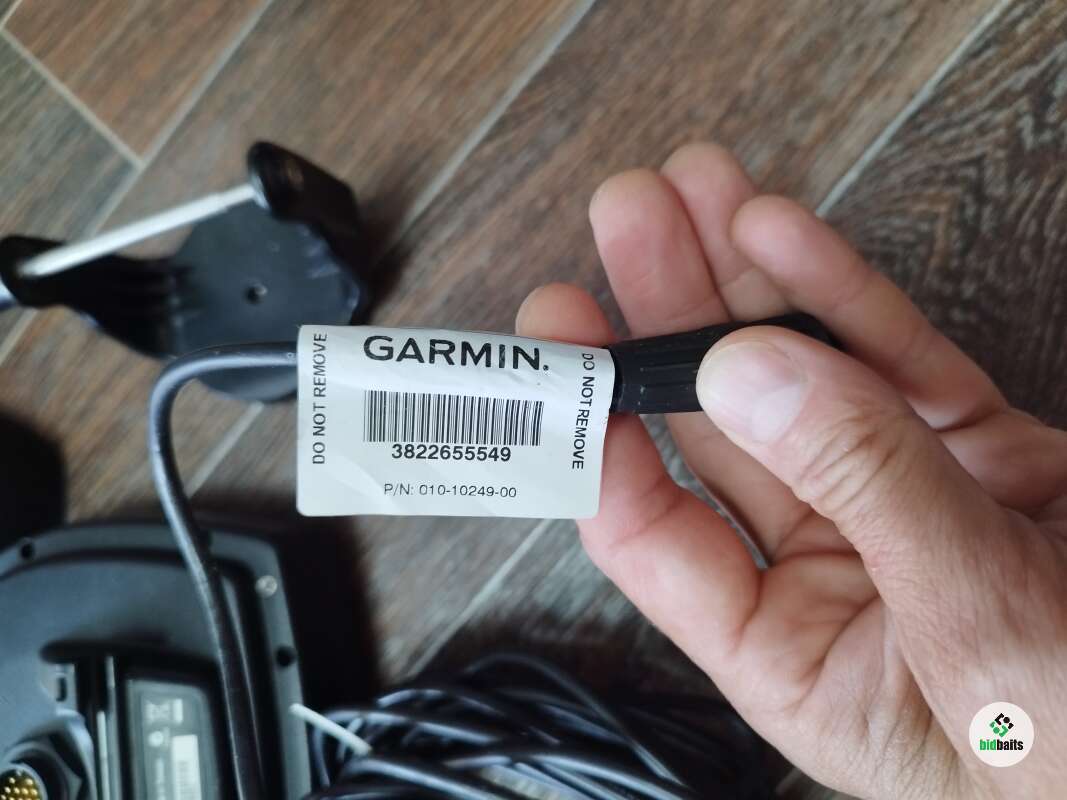 DO NOT REMOVE
GARMIN.
3822655549
P/N: 010-10249-00
DO NOT REMOVE
bidbaits